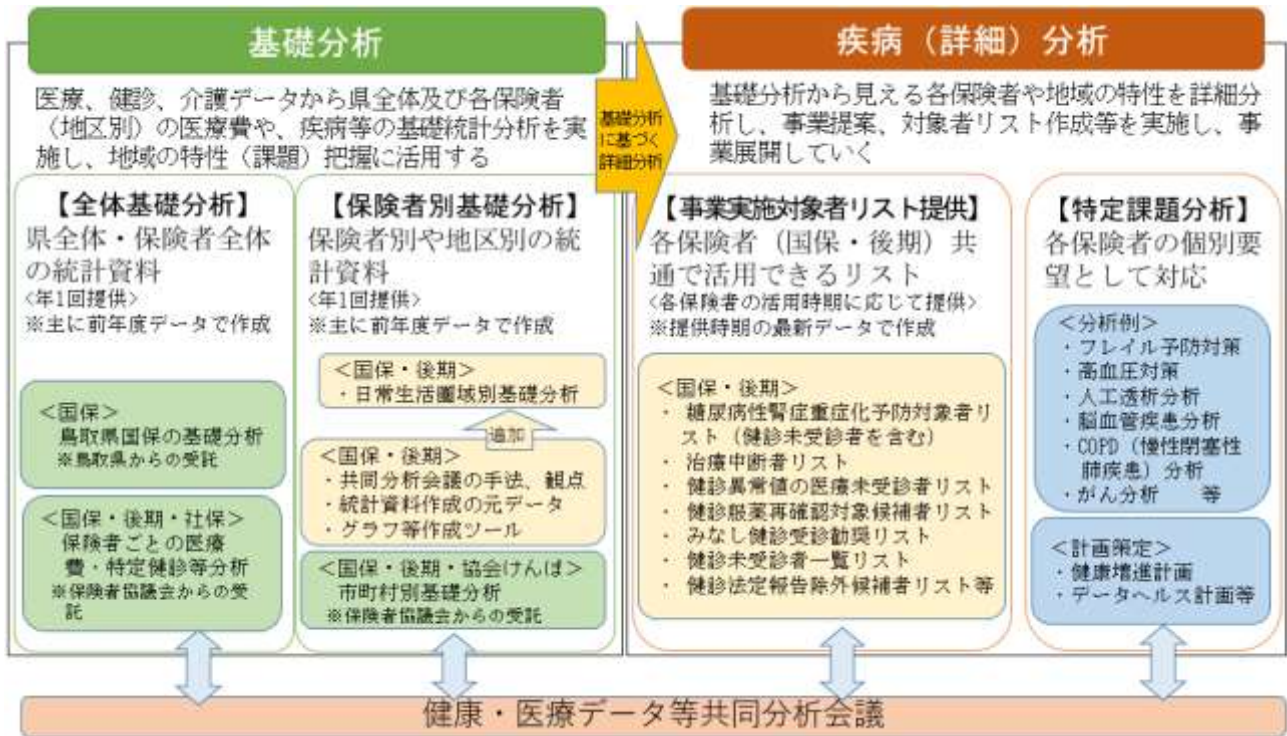 基礎分析
医療、健診、介護データから県全体及び各保険者
（地区別）の医療費や、疾病等の基礎統計分析を実
施し、地域の特性（課題）把握に活用する
【全体基礎分析】
県全体・保険者全体
の統計資料
<年1回提供>
※主に前年度データで作成
＜国保＞
鳥取県国保の基礎分析
※鳥取県からの受託
＜国保・後期・社保＞
保険者ごとの医療
費・特定健診等分析
※保険者協議会からの受
託
【保険者別基礎分析】
保険者別や地区別の統
計資料
<年1回提供>
※主に前年度データで作成
＜国保・後期＞
・日常生活圏域別基礎分析
追加
＜国保・後期＞
・共同分析会議の手法、観点
・統計資料作成の元データ
・グラフ等作成ツール
＜国保・後期・協会けんぽ＞
市町村別基礎分析
※保険者協議会からの受託
基礎分析
に基づく
詳細分析
疾病（詳細）分析
基礎分析から見える各保険者や地域の特性を詳細分
析し、事業提案、対象者リスト作成等を実施し、事
業展開していく
【事業実施対象者リスト提供】
各保険者（国保・後期）共
通で活用できるリスト
<各保険者の活用時期に応じて提供>
※提供時期の最新データで作成
＜国保・後期＞
・ 糖尿病性腎症重症化予防対象者リ
スト（健診未受診者を含む）
・ 治療中断者リスト
・ 健診異常値の医療未受診者リスト
・ 健診服薬再確認対象候補者リスト
・ みなし健診受診勧奨リスト
・ 健診未受診者一覧リスト
・ 健診法定報告除外候補者リスト等
【特定課題分析】
各保険者の個別要
望として対応
＜分析例＞
・フレイル予防対策
・高血圧対策
・人工透析分析
・脳血管疾患分析
・COPD（慢性閉塞性
肺疾患）分析
・がん分析 等
＜計画策定＞
・健康増進計画
・データヘルス計画等
健康・医療データ等共同分析会議